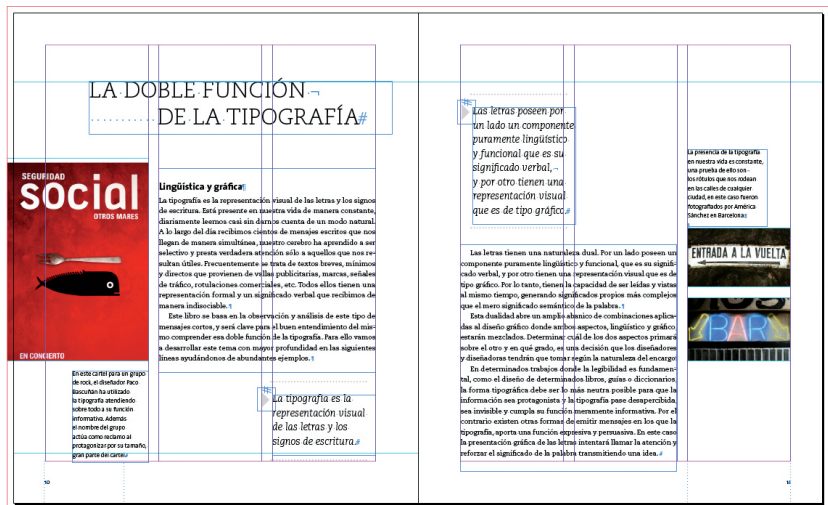 LA DOBLE FUNCIÓN
DE LA TIPOGRAFÍA
SEGURIDAD
social
OTROS MARES
EN CONCIERTO
Lingüística y gráfica
La tipografía es la representación visual de las letras y los signos
de escritura. Está presente en nuestra vida de manera constante,
diariamente leemos casi sin darnos cuenta de un modo natural.
A lo largo del día recibimos cientos de mensajes escritos que nos
llegan de manera simultánea, nuestro cerebro ha aprendido a ser
selectivo y presta verdadera atención sólo a aquellos que nos re-
sultan útiles. Frecuentemente se trata de textos breves, mínimos
y directos que provienen de vallas publicitarias, marcas, señales
de tráfico, rotulaciones comerciales, etc. Todos ellos tienen una
representación formal y un significado verbal que recibimos de
manera indisociable.
Este libro se basa en la observación y análisis de este tipo de
mensajes cortos, y será clave para el buen entendimiento del mis-
mo comprender esa doble función de la tipografía. Para ello vamos
a desarrollar este tema con mayor profundidad en las siguientes
líneas ayudándonos de abundantes ejemplos.
En este cartel para un grupo
de rock, el diseñador Paco
Bascuñán ha utilizado
la tipografía atendiendo
sobre todo a su función
informativa. Además
el nombre del grupo
actúa como reclamo al
protagonizar por su tamaño,
gran parte del cartel
La tipografía es la
representación visual
de las letras y los
signos de escritura.
10
Las letras poseen por
un lado un componente
puramente lingüístico
y funcional que es su
significado verbal,
y por otro tienen una
representación visual
que es de tipo gráfico.
Las letras tienen una naturaleza dual. Por un lado poseen un
componente puramente lingüístico y funcional, que es su signifi-
cado verbal, y por otro tienen una representación visual que es de
tipo gráfico. Por lo tanto, tienen la capacidad de ser leídas y vistas
al mismo tiempo, generando significados propios más complejos
que el mero significado semántico de la palabra.
Esta dualidad abre un amplio abanico de combinaciones aplica-
das al diseño gráfico donde ambos aspectos, lingüístico y gráfico,
estarán mezclados. Determinar cuál de los dos aspectos primará
sobre el otro y en qué grado, es una decisión que los diseñadores
y diseñadoras tendrán que tomar según la naturaleza del encargo
En determinados trabajos donde la legibilidad es fundamen-
tal, como el diseño de determinados libros, guías o diccionarios,
la forma tipográfica debe ser lo más neutra posible para que la
información sea protagonista y la tipografía pase desapercibida,
sea invisible y cumpla su función meramente informativa. Por el
contrario existen otras formas de emitir mensajes en los que la
tipografía, aporta una función expresiva y persuasiva. En este caso
la presentación gráfica de las letras intentará llamar la atención y
reforzar el significado de la palabra transmitiendo una idea.
La presencia de la tipografía
en nuestra vida es constante,
una prueba de ello son
los rótulos que nos rodean
en las calles de cualquier
ciudad, en este caso fueron
fotografiados por América
Sánchez en Barcelona
ENTRADA A LA VUELTA
BAR